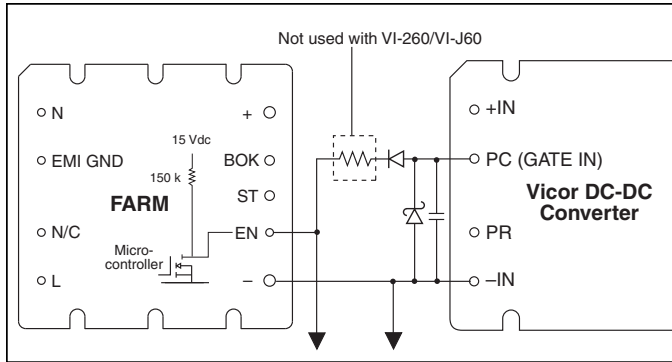 Not used with VI-260/VI-J60
N
EMI GND
N/C
L
15 Vdc
150 k
FARM
Micro-
controller
+
BOK
ST
EN
–
+IN
PC (GATE IN)
Vicor DC-DC
Converter
PR
–IN